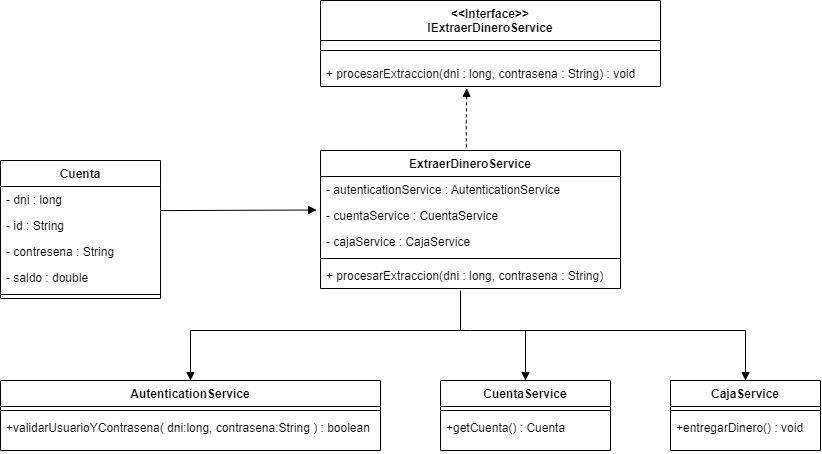 <<Interface>>
IExtraerDineroService
+ procesarExtraccion(dni : long, contrasena : String) : void
Cuenta
- dni : long
- id : String
- contresena : String
- saldo : double
ExtraerDineroService
- autenticationService : AutenticationService
- cuentaService : CuentaService
- cajaService : CajaService
+ procesarExtraccion(dni : long, contrasena : String)
AutenticationService
+validarUsuarioYContrasena( dni:long, contrasena:String ) : boolean
CuentaService
+getCuenta() : Cuenta
CajaService
+entregarDinero() : void